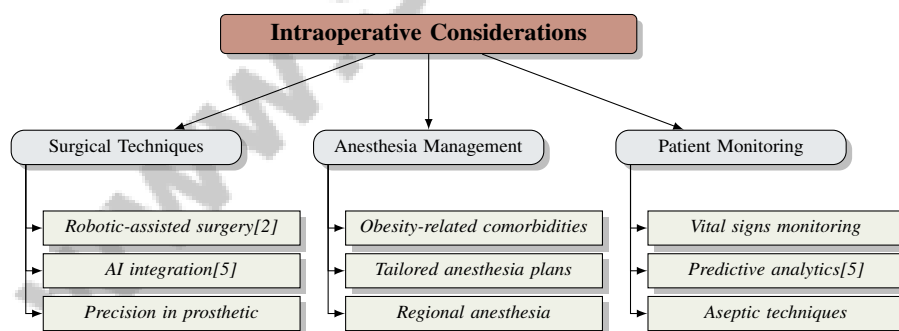 Intraoperative Considerations
Surgical Techniques
Anesthesia Management
Patient Monitoring
Robotic-assisted surgery[2]
Obesity-related comorbidities
Vital signs monitoring
AI integration[5]
Tailored anesthesia plans
Predictive analytics[5]
Precision in prosthetic
Regional anesthesia
Aseptic techniques
www.